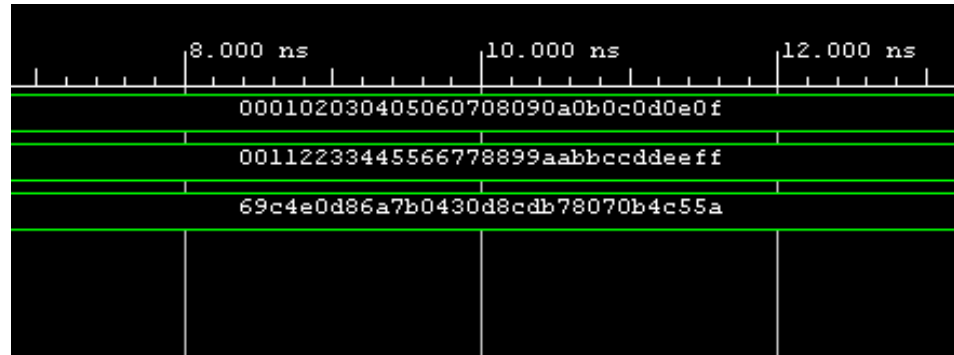 8.000 ns 10.000 ns 12.000 ns
000102030405060708090a0b0c0d0e0f
00112233445566778899aabbccddeeff
69c4e0d86a7b0430d8cdb78070b4c55a